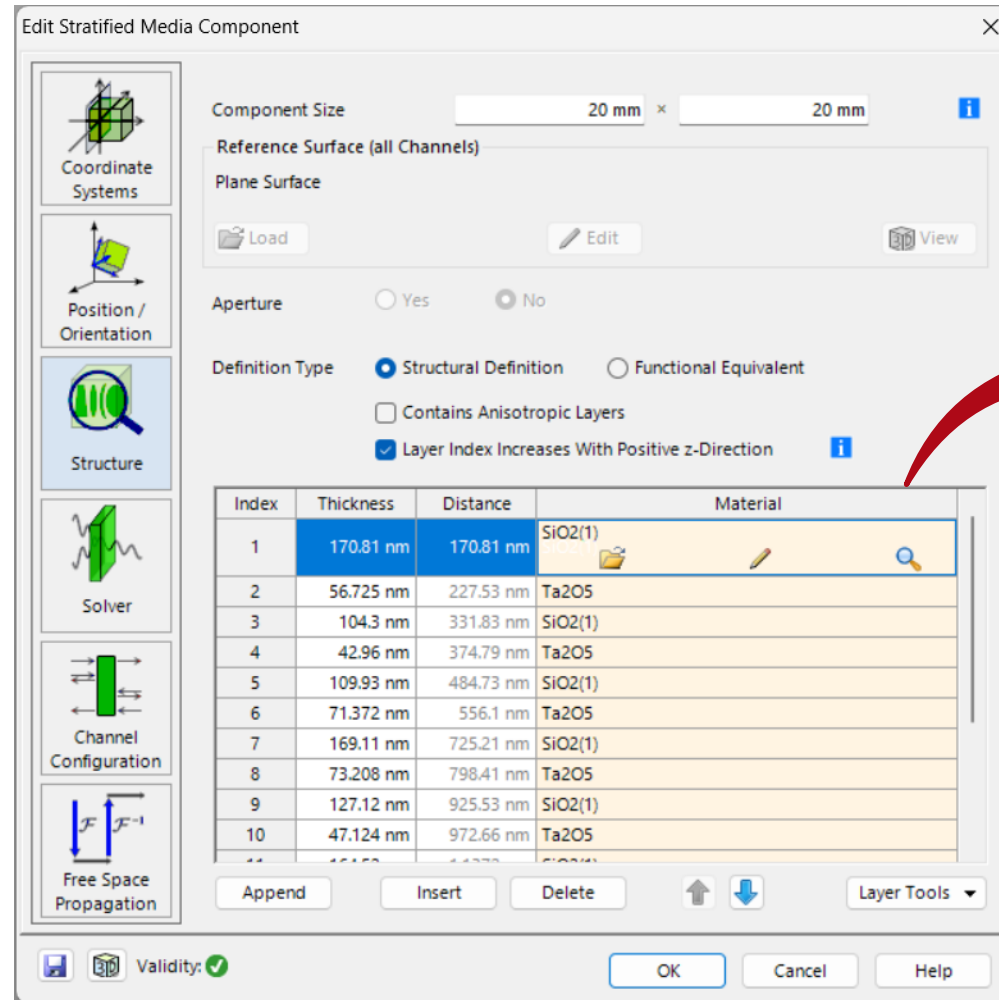 Edit Stratified Media Component
Coordinate
Systems
Position /
Orientation
Structure
Solver
Channel
Configuration
F F-1
Free Space
Propagation
Component Size 20 mm × 20 mm
Reference Surface (all Channels)
Plane Surface
Load Edit 3D View
Aperture Yes No
Definition Type Structural Definition Functional Equivalent
Contains Anisotropic Layers
Layer Index Increases With Positive z-Direction
Index Thickness Distance Material
1 170.81 nm 170.81 nm SiO2(1)
2 56.725 nm 227.53 nm Ta2O5
3 104.3 nm 331.83 nm SiO2(1)
4 42.96 nm 374.79 nm Ta2O5
5 109.93 nm 484.73 nm SiO2(1)
6 71.372 nm 556.1 nm Ta2O5
7 169.11 nm 725.21 nm SiO2(1)
8 73.208 nm 798.41 nm Ta2O5
9 127.12 nm 925.53 nm SiO2(1)
10 47.124 nm 972.66 nm Ta2O5
Append Insert Delete Layer Tools
3D Validity: OK Cancel Help